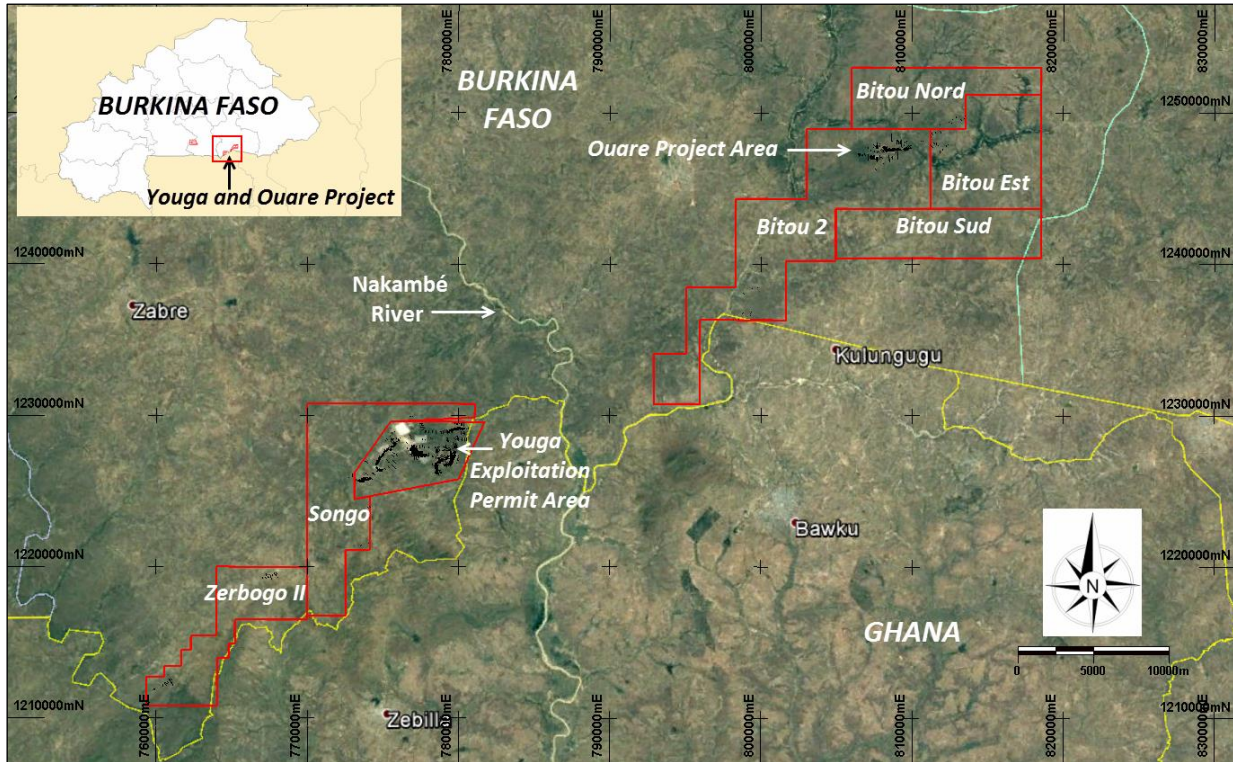 BURKINA FASO
Youga and Ouare Project
780000mE
790000mE
800000mE
810000mE
820000mE
BURKINA
FASO
Bitou Nord
1250000mN
1250000mN
Ouare Project Area
Bitou Est
Bitou 2
Bitou Sud
1240000mN
1240000mN
Nakambé
River
Zabre
Kulungugu
1230000mN
1230000mN
Youga
Exploitation
Permit Area
Songo
Bawku
1220000mN
1220000mN
Zerbogo II
N
GHANA
0 5000 10000m
1210000mN
1210000mN
Zebilla
760000mE
770000mE
780000mE
790000mE
800000mE
810000mE
820000mE
830000mE